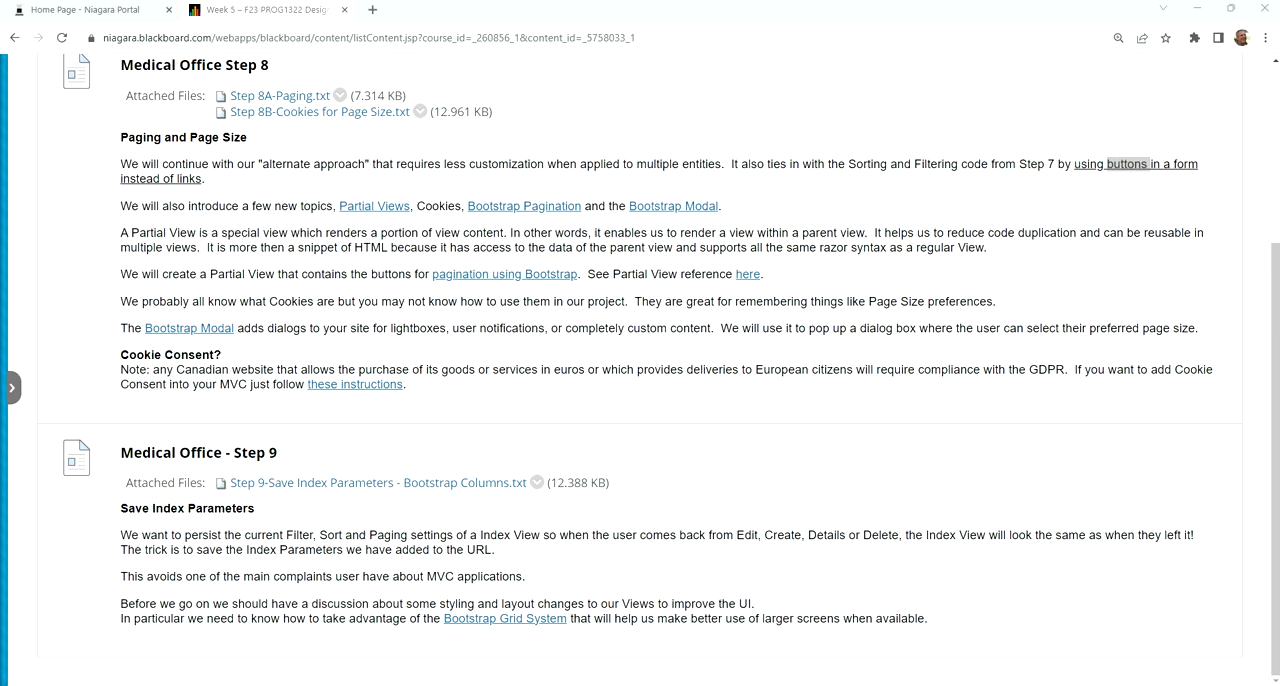 Home Page - Niagara Portal
Week 5 – F23 PROG1322 Desig
niagara.blackboard.com/webapps/blackboard/content/listContent.jsp?course_id=_260856_1&content_id=_5758033_1
Medical Office Step 8
Attached Files: Step 8A-Paging.txt (7.314 KB)
Step 8B-Cookies for Page Size.txt (12.961 KB)
Paging and Page Size
We will continue with our "alternate approach" that requires less customization when applied to multiple entities. It also ties in with the Sorting and Filtering code from Step 7 by using buttons in a form
instead of links.
We will also introduce a few new topics, Partial Views, Cookies, Bootstrap Pagination and the Bootstrap Modal.
A Partial View is a special view which renders a portion of view content. In other words, it enables us to render a view within a parent view. It helps us to reduce code duplication and can be reusable in
multiple views. It is more then a snippet of HTML because it has access to the data of the parent view and supports all the same razor syntax as a regular View.
We will create a Partial View that contains the buttons for pagination using Bootstrap. See Partial View reference here.
We probably all know what Cookies are but you may not know how to use them in our project. They are great for remembering things like Page Size preferences.
The Bootstrap Modal adds dialogs to your site for lightboxes, user notifications, or completely custom content. We will use it to pop up a dialog box where the user can select their preferred page size.
Cookie Consent?
Note: any Canadian website that allows the purchase of its goods or services in euros or which provides deliveries to European citizens will require compliance with the GDPR. If you want to add Cookie
Consent into your MVC just follow these instructions.
Medical Office - Step 9
Attached Files: Step 9-Save Index Parameters - Bootstrap Columns.txt (12.388 KB)
Save Index Parameters
We want to persist the current Filter, Sort and Paging settings of a Index View so when the user comes back from Edit, Create, Details or Delete, the Index View will look the same as when they left it!
The trick is to save the Index Parameters we have added to the URL.
This avoids one of the main complaints user have about MVC applications.
Before we go on we should have a discussion about some styling and layout changes to our Views to improve the UI.
In particular we need to know how to take advantage of the Bootstrap Grid System that will help us make better use of larger screens when available.